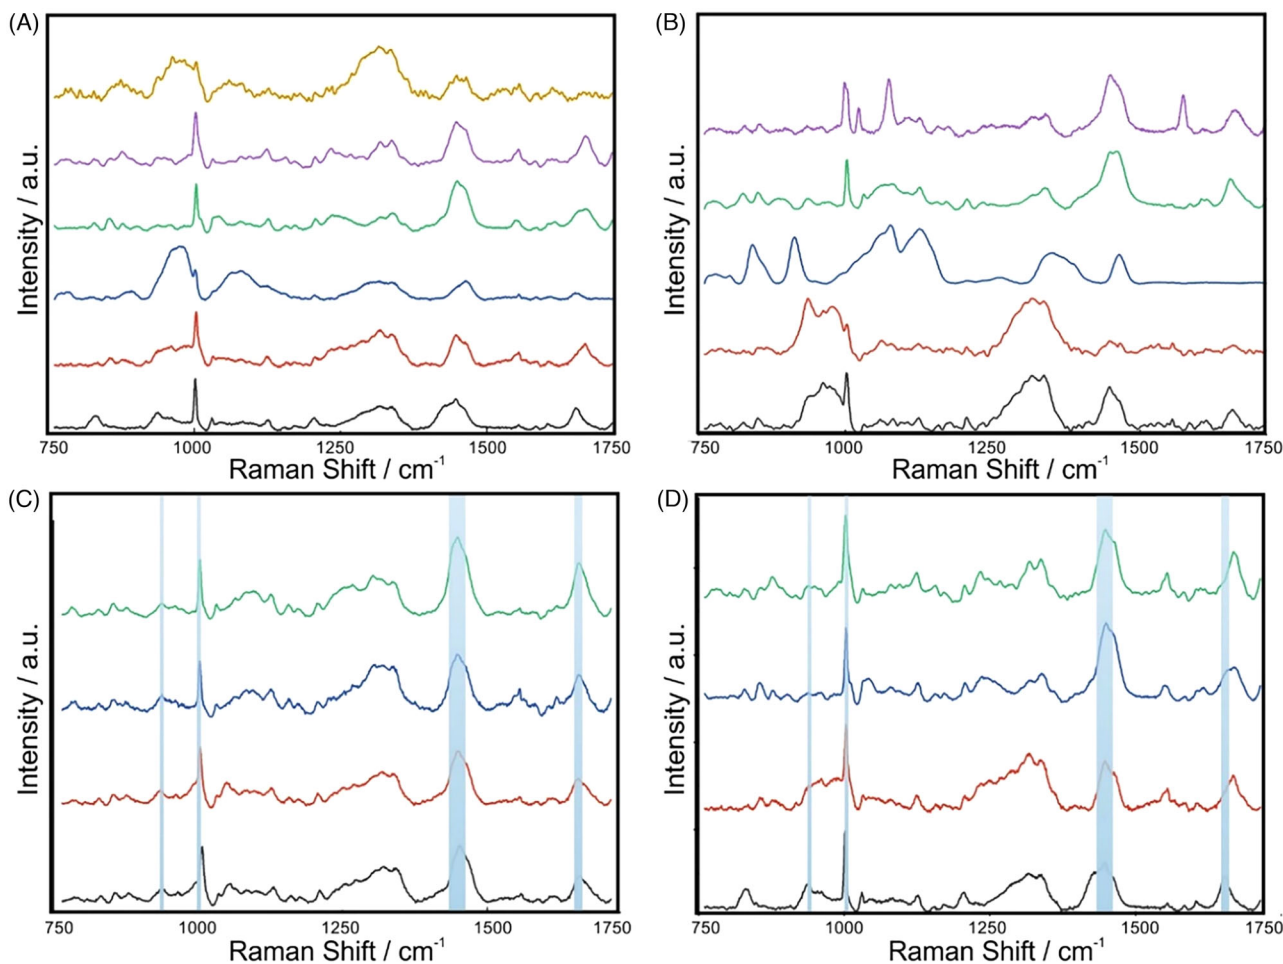 (A)
(B)
Intensity / a.u.
Intensity / a.u.
750 1000 1250 1500 1750
750 1000 1250 1500 1750
Raman Shift / cm⁻¹
Raman Shift / cm⁻¹
(C)
(D)
Intensity / a.u.
Intensity / a.u.
750 1000 1250 1500 1750
750 1000 1250 1500 1750
Raman Shift / cm⁻¹
Raman Shift / cm⁻¹